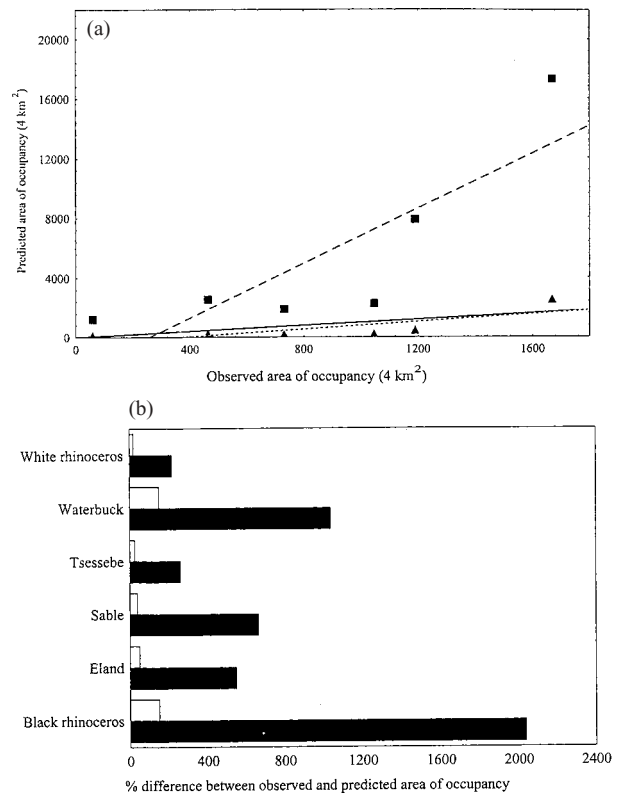 (a)
22000
16000
12000
8000
4000
0
Predicted area of occupancy (4 km²)
0 400 800 1200 1600
Observed area of occupancy (4 km²)
(b)
White rhinoceros
Waterbuck
Tsessebe
Sable
Eland
Black rhinoceros
0 400 800 1200 1600 2000 2400
% difference between observed and predicted area of occupancy